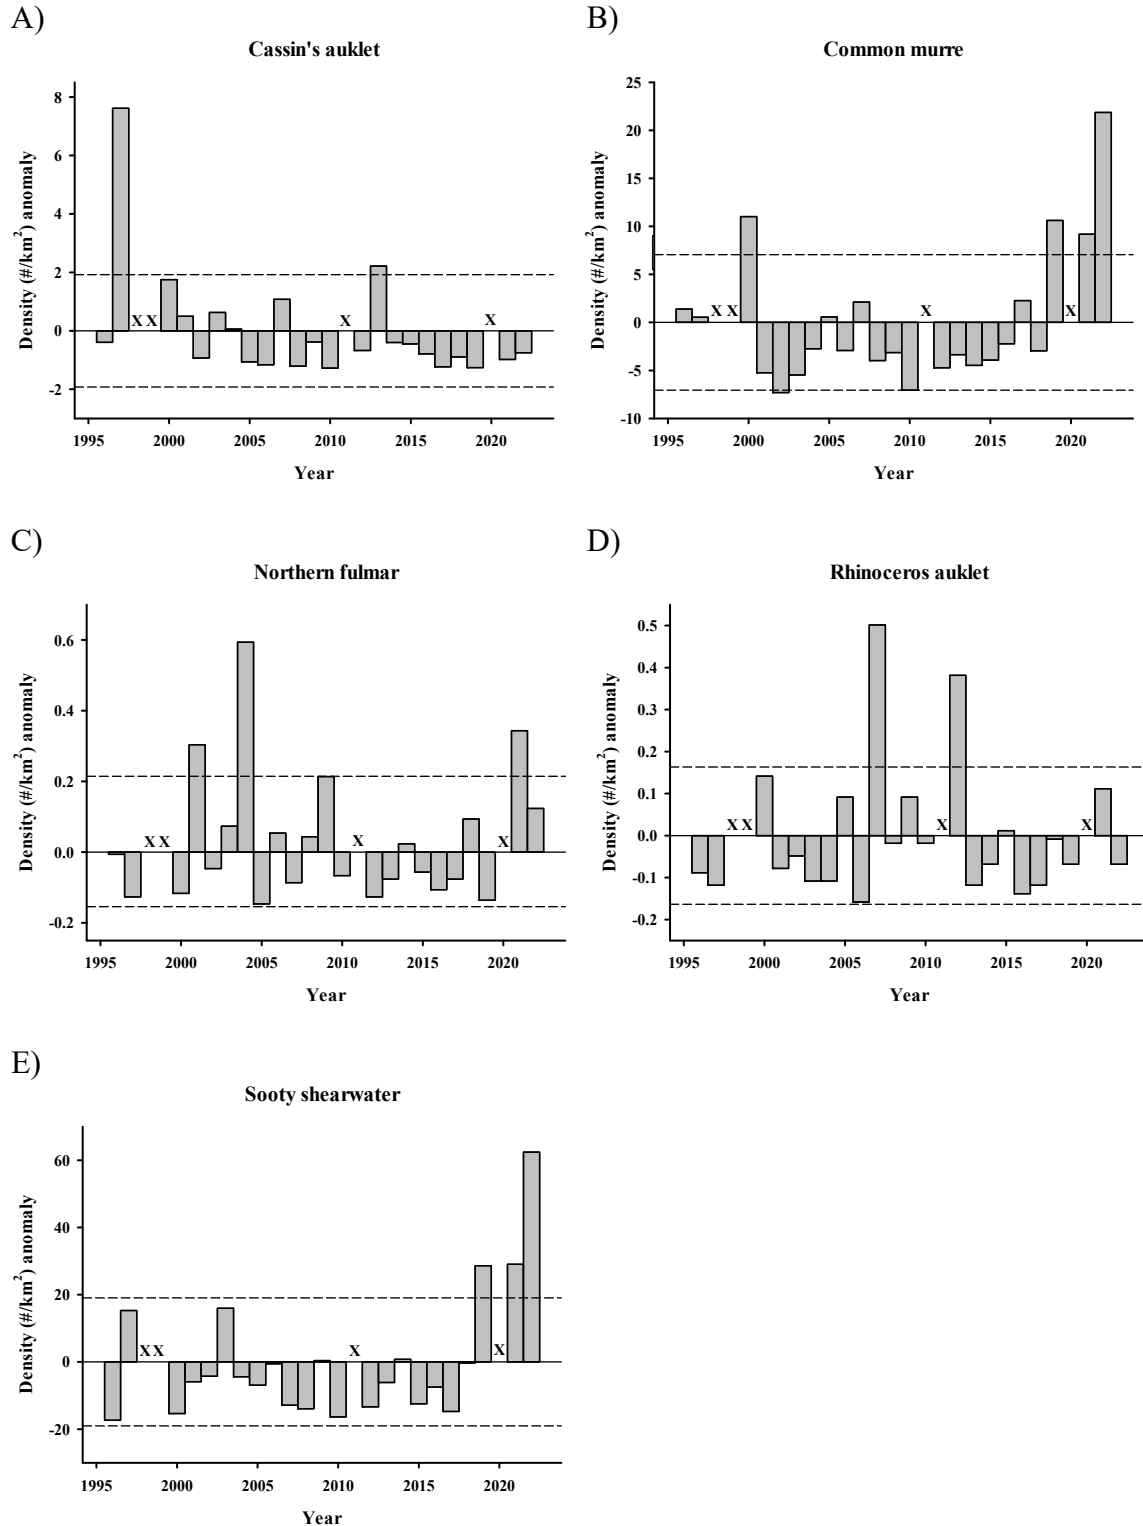 A)
Cassin's auklet
Density (#/km²) anomaly
8
6
4
2
0
-2
X X X X
1995 2000 2005 2010 2015 2020
Year
B)
Common murre
Density (#/km²) anomaly
25
20
15
10
5
0
-5
-10
X X X X
1995 2000 2005 2010 2015 2020
Year
C)
Northern fulmar
Density (#/km²) anomaly
0.6
0.4
0.2
0.0
-0.2
X X X X
1995 2000 2005 2010 2015 2020
Year
D)
Rhinoceros auklet
Density (#/km²) anomaly
0.5
0.4
0.3
0.2
0.1
0.0
-0.1
-0.2
X X X X
1995 2000 2005 2010 2015 2020
Year
E)
Sooty shearwater
Density (#/km²) anomaly
60
40
20
0
-20
X X X X
1995 2000 2005 2010 2015 2020
Year